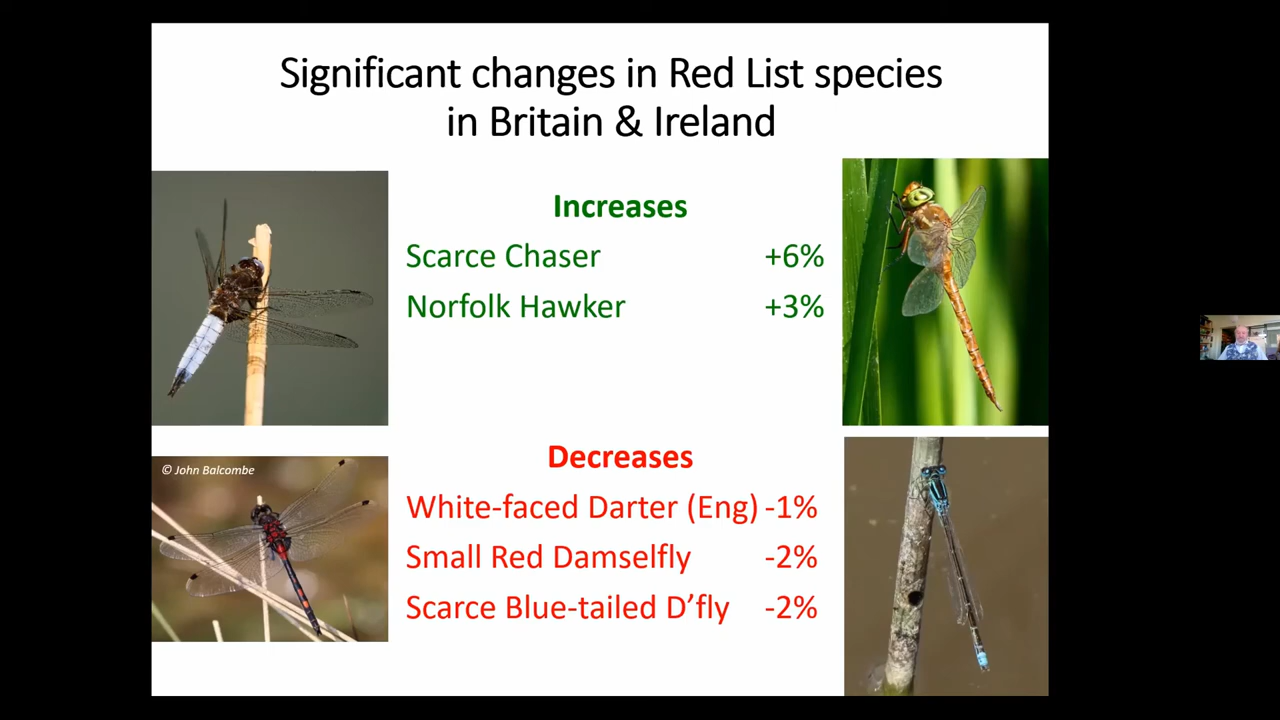 Significant changes in Red List species
in Britain & Ireland
Increases
Scarce Chaser +6%
Norfolk Hawker +3%
© John Balcombe
Decreases
White-faced Darter (Eng) -1%
Small Red Damselfly -2%
Scarce Blue-tailed D’fly -2%